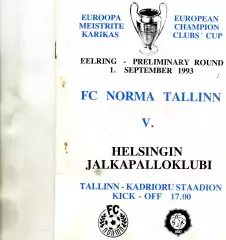 EUROOPA EUROPEAN
MEISTRITE CHAMPION
KARIKAS CLUBS' CUP
EELRING - PRELIMINARY ROUND
1. SEPTEMBER 1993
FC NORMA TALLINN
V.
HELSINGIN
JALKAPALLOKLUBI
TALLINN - KADRIORU STAADION
KICK - OFF 17.00
FC